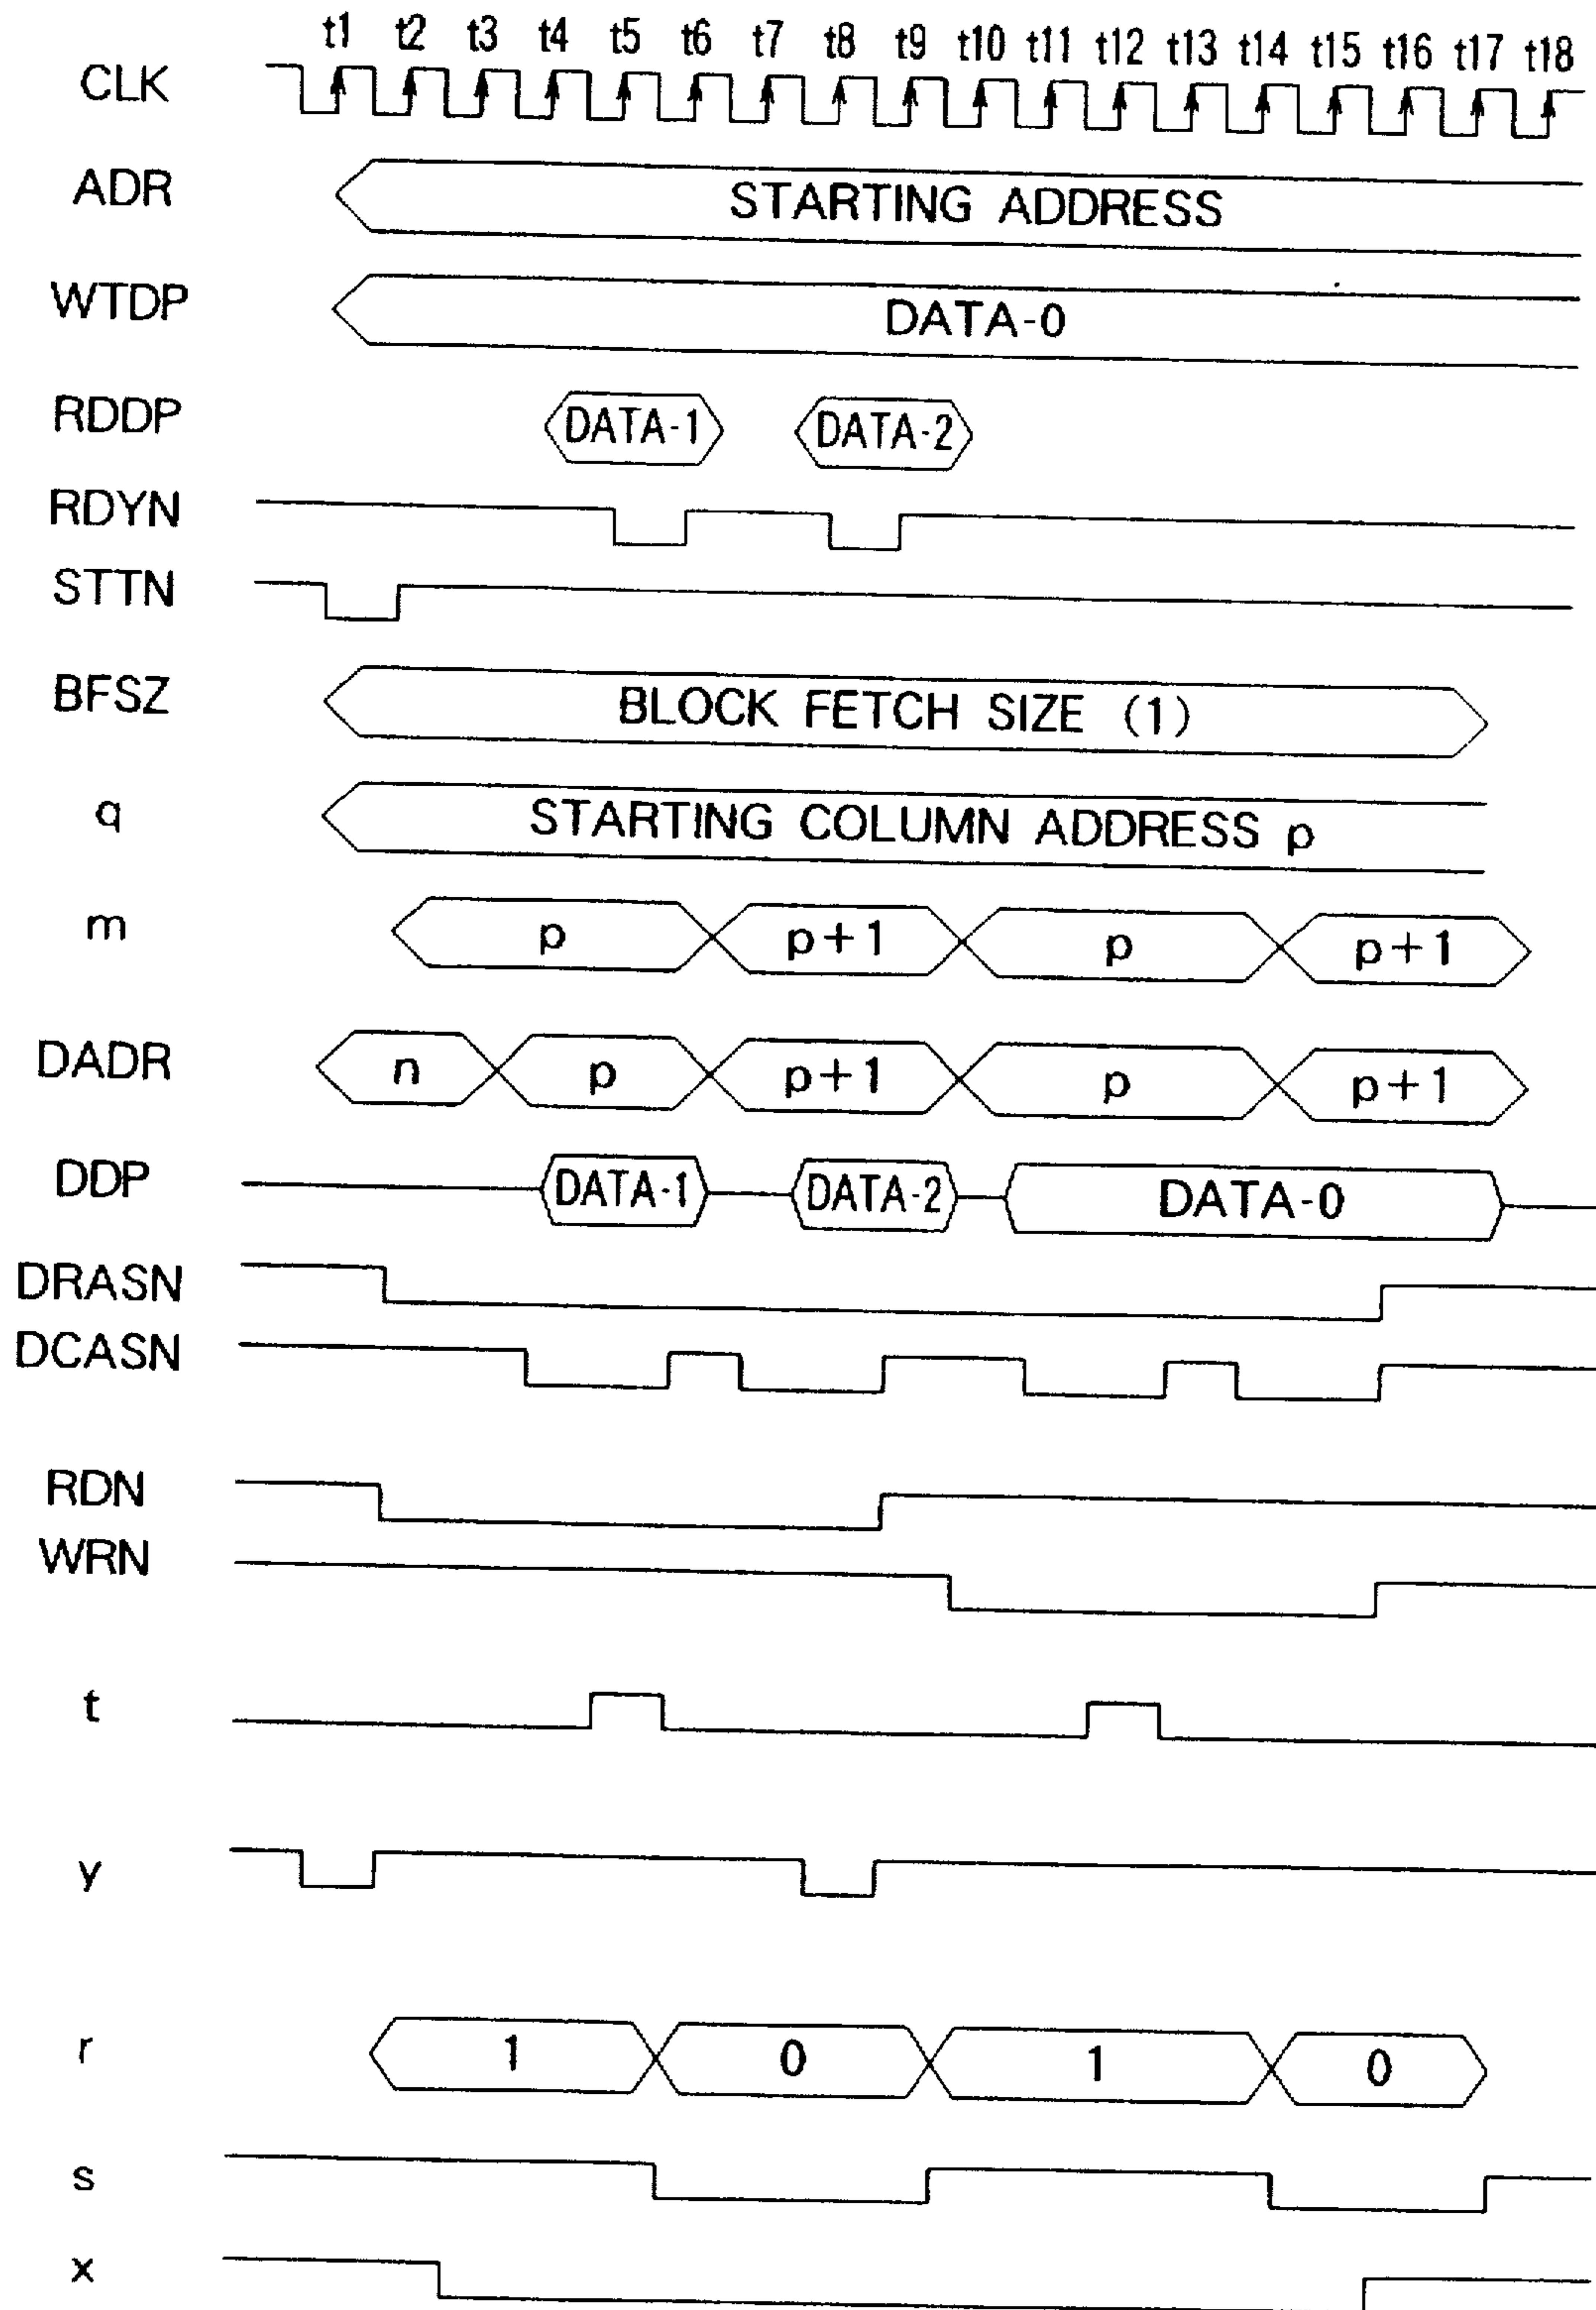 t1 t2 t3 t4 t5 t6 t7 t8 t9 t10 t11 t12 t13 t14 t15 t16 t17 t18
CLK
ADR STARTING ADDRESS
WTDP DATA-0
RDDP DATA-1 DATA-2
RDYN
STTN
BFSZ BLOCK FETCH SIZE (1)
q STARTING COLUMN ADDRESS p
m p p+1 p p+1
DADR n p p+1 p p+1
DDP DATA-1 DATA-2 DATA-0
DRASN
DCASN
RDN
WRN
t
y
r 1 0 1 0
s
x